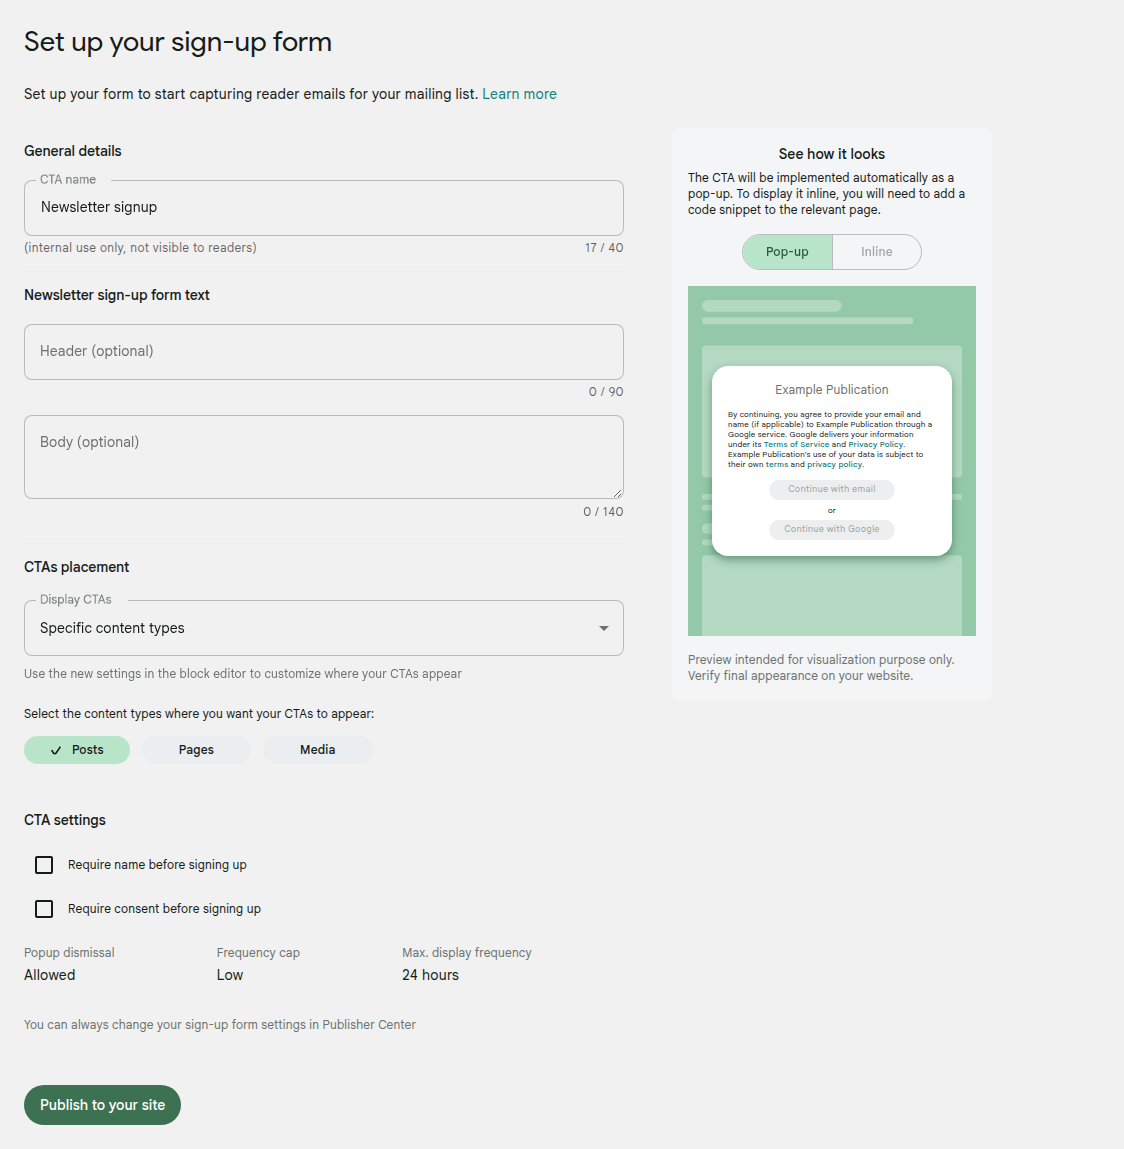 Set up your sign-up form
Set up your form to start capturing reader emails for your mailing list. Learn more
General details
CTA name
Newsletter signup
(internal use only, not visible to readers)
17 / 40
Newsletter sign-up form text
Header (optional)
0 / 90
Body (optional)
0 / 140
CTAs placement
Display CTAs
Specific content types
Use the new settings in the block editor to customize where your CTAs appear
Select the content types where you want your CTAs to appear:
Posts
Pages
Media
CTA settings
Require name before signing up
Require consent before signing up
Popup dismissal
Allowed
Frequency cap
Low
Max. display frequency
24 hours
You can always change your sign-up form settings in Publisher Center
Publish to your site
See how it looks
The CTA will be implemented automatically as a
pop-up. To display it inline, you will need to add a
code snippet to the relevant page.
Pop-up
Inline
Example Publication
By continuing, you agree to provide your email and
name (if applicable) to Example Publication through a
Google service. Google delivers your information
under its Terms of Service and Privacy Policy.
Example Publication's use of your data is subject to
their own terms and privacy policy.
Continue with email
or
Continue with Google
Preview intended for visualization purpose only.
Verify final appearance on your website.